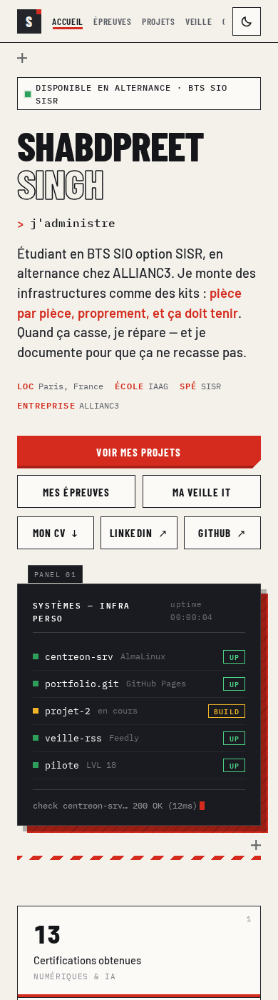 S ACCUEIL ÉPREUVES PROJETS VEILLE
DISPONIBLE EN ALTERNANCE · BTS SIO
SISR
SHABDPREET
SINGH
> j'administre
Étudiant en BTS SIO option SISR, en
alternance chez ALLIANC3. Je monte des
infrastructures comme des kits : pièce
par pièce, proprement, et ça doit tenir.
Quand ça casse, je répare — et je
documente pour que ça ne recasse pas.
LOC Paris, France ÉCOLE IAAG SPÉ SISR
ENTREPRISE ALLIANC3
VOIR MES PROJETS
MES ÉPREUVES MA VEILLE IT
MON CV ↓ LINKEDIN ↗ GITHUB ↗
PANEL 01
SYSTÈMES — INFRA
PERSO
uptime
00:00:04
centreon-srv AlmaLinux UP
portfolio.git GitHub Pages UP
projet-2 en cours BUILD
veille-rss Feedly UP
pilote LVL 18 UP
check centreon-srv… 200 OK (12ms)
1
13
Certifications obtenues
NUMÉRIQUES & IA